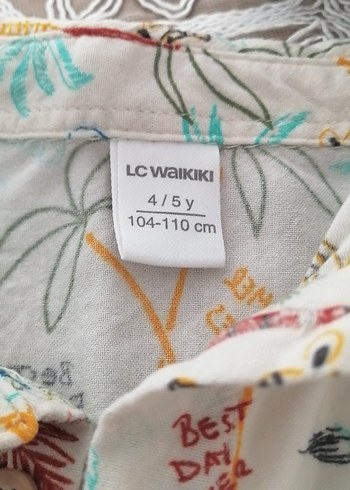 LC WAIKIKI
4 / 5 y
104-110 cm
BEST
DAY